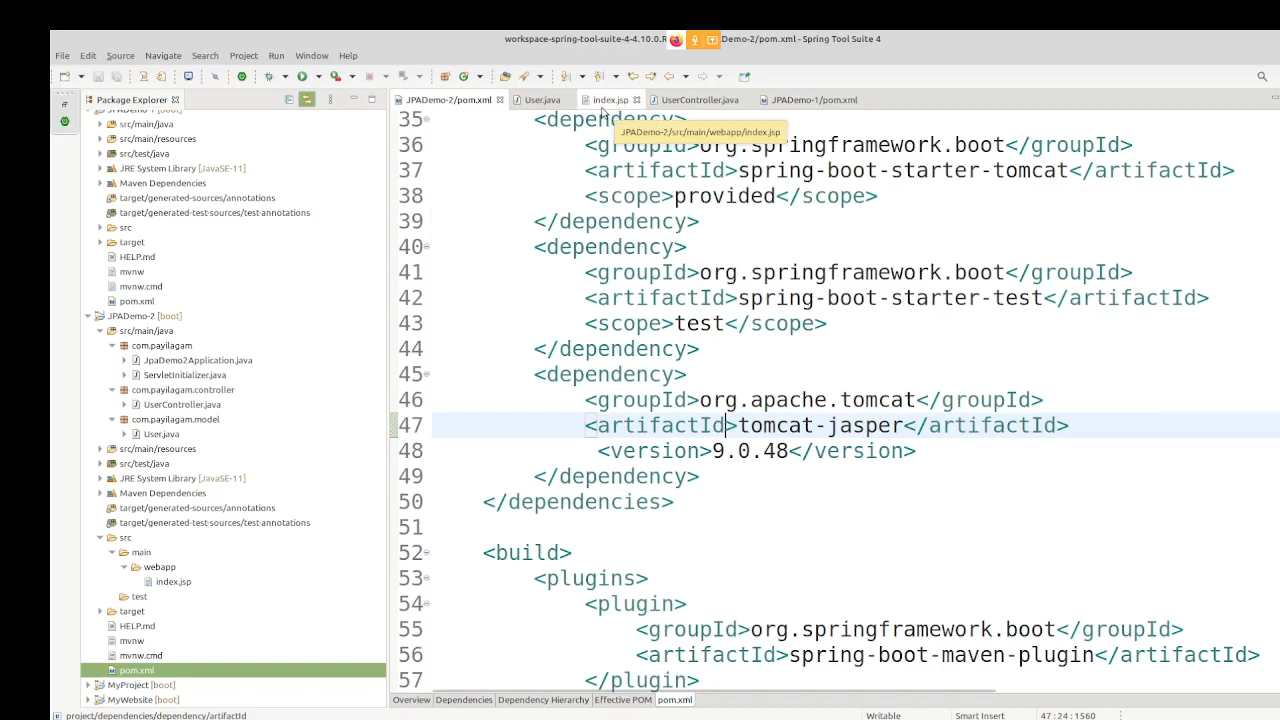 workspace-spring-tool-suite-4-4.10.0.R Demo-2/pom.xml - Spring Tool Suite 4
File Edit Source Navigate Search Project Run Window Help
Package Explorer
JPADemo-2/pom.xml User.java index.jsp UserController.java JPADemo-1/pom.xml
JPADemo-2/src/main/webapp/index.jsp
src/main/java
src/main/resources
src/test/java
JRE System Library [JavaSE-11]
Maven Dependencies
target/generated-sources/annotations
target/generated-test-sources/test-annotations
src
target
HELP.md
mvnw
mvnw.cmd
pom.xml
JPADemo-2 [boot]
src/main/java
com.payilagam
JpaDemo2Application.java
ServletInitializer.java
com.payilagam.controller
UserController.java
com.payilagam.model
User.java
src/main/resources
src/test/java
JRE System Library [JavaSE-11]
Maven Dependencies
target/generated-sources/annotations
target/generated-test-sources/test-annotations
src
main
webapp
index.jsp
test
target
HELP.md
mvnw
mvnw.cmd
pom.xml
MyProject [boot]
MyWebsite [boot]
35 <dependency>
36 <groupId>org.springframework.boot</groupId>
37 <artifactId>spring-boot-starter-tomcat</artifactId>
38 <scope>provided</scope>
39 </dependency>
40 <dependency>
41 <groupId>org.springframework.boot</groupId>
42 <artifactId>spring-boot-starter-test</artifactId>
43 <scope>test</scope>
44 </dependency>
45 <dependency>
46 <groupId>org.apache.tomcat</groupId>
47 <artifactId>tomcat-jasper</artifactId>
48 <version>9.0.48</version>
49 </dependency>
50 </dependencies>
51
52 <build>
53 <plugins>
54 <plugin>
55 <groupId>org.springframework.boot</groupId>
56 <artifactId>spring-boot-maven-plugin</artifactId>
57 </plugin>
Overview Dependencies Dependency Hierarchy Effective POM pom.xml
project/dependencies/dependency/artifactId Writable Smart Insert 47 : 24 : 1560